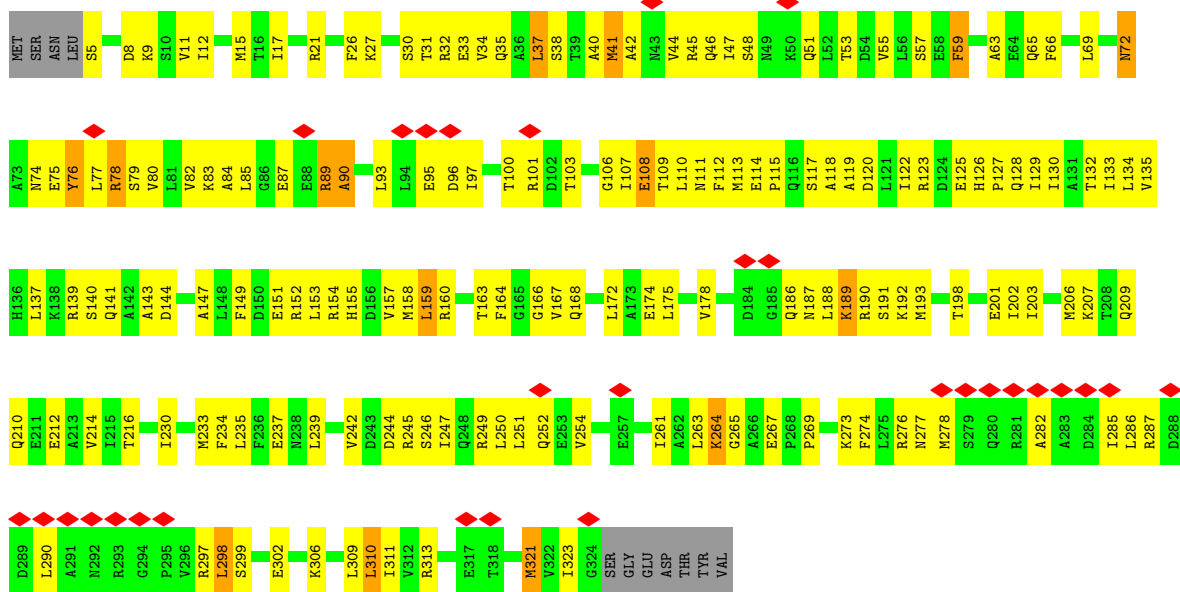 MET SER ASN LEU S5 D8 K9 S10 V11 I12 M15 T16 I17 R21 F26 K27 S30 T31 R32 E33 V34 Q35 A36 L37 S38 T39 A40 M41 A42 N43 V44 R45 Q46 I47 S48 N49 K50 Q51 L52 T53 D54 V55 L56 S57 E58 F59 A63 E64 Q65 F66 L69 N72
A73 N74 E75 Y76 L77 R78 S79 V80 L81 V82 K83 A84 L85 G86 E87 E88 R89 A90 L93 L94 E95 D96 I97 T100 R101 D102 T103 G106 I107 E108 T109 L110 N111 F112 M113 E114 P115 Q116 S117 A118 A119 D120 L121 I122 R123 D124 E125 H126 P127 Q128 I129 I130 A131 T132 I133 L134 V135
H136 L137 K138 R139 S140 Q141 A142 A143 D144 A147 L148 F149 D150 E151 R152 L153 R154 H155 D156 V157 M158 L159 R160 T163 F164 G165 G166 V167 Q168 L172 A173 E174 L175 V178 D184 G185 Q186 N187 L188 K189 R190 S191 K192 M193 T198 E201 I202 I203 M206 K207 T208 Q209
Q210 E211 E212 A213 V214 I215 T216 I230 M233 F234 L235 F236 E237 N238 L239 V242 D243 D244 R245 S246 I247 Q248 R249 L250 L251 Q252 E253 V254 E257 I261 A262 L263 K264 G265 A266 E267 P268 P269 K273 F274 L275 R276 N277 M278 S279 Q280 R281 A282 A283 D284 I285 L286 R287 D288
D289 L290 A291 N292 R293 G294 P295 V296 R297 L298 S299 E302 K306 L309 L310 I311 V312 R313 E317 T318 M321 V322 I323 G324 SER GLY GLU ASP THR TYR VAL